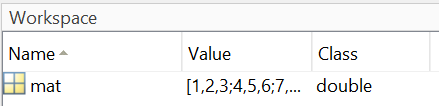 Workspace
Name Value Class
mat [1,2,3;4,5,6;7,... double